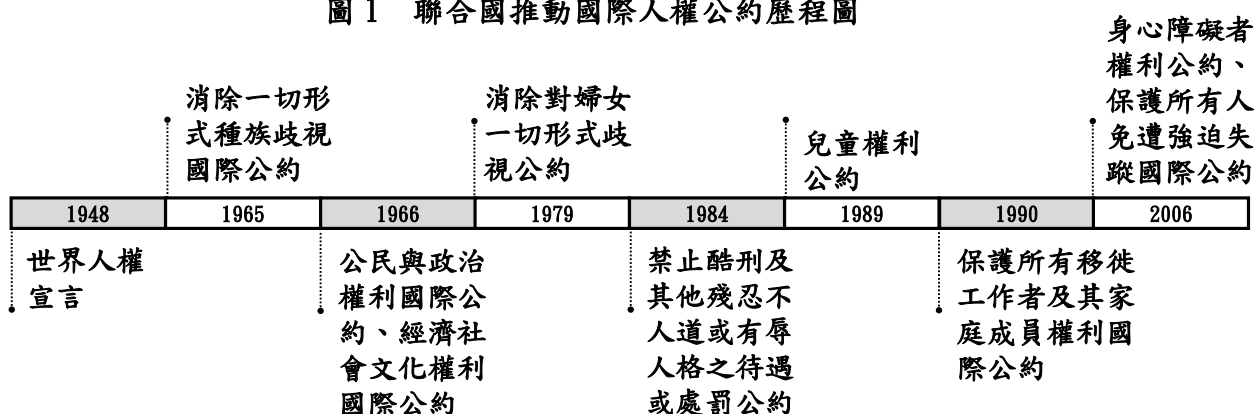 圖 1 聯合國推動國際人權公約歷程圖
消除一切形
式種族歧視
國際公約
消除對婦女
一切形式歧
視公約
兒童權利
公約
身心障礙者
權利公約、
保護所有人
免遭強迫失
蹤國際公約
1948 1965 1966 1979 1984 1989 1990 2006
世界人權
宣言
公民與政治
權利國際公
約、經濟社
會文化權利
國際公約
禁止酷刑及
其他殘忍不
人道或有辱
人格之待遇
或處罰公約
保護所有移徙
工作者及其家
庭成員權利國
際公約